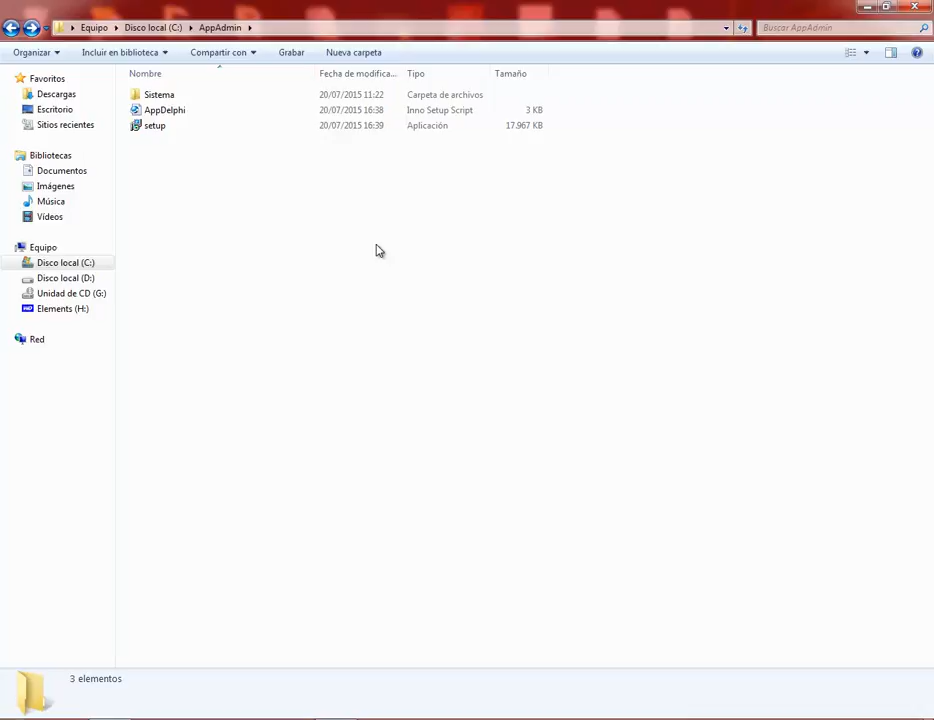 Equipo Disco local (C:) AppAdmin Buscar AppAdmin
Organizar Incluir en biblioteca Compartir con Grabar Nueva carpeta
Nombre Fecha de modifica... Tipo Tamaño
Sistema 20/07/2015 11:22 Carpeta de archivos
AppDelphi 20/07/2015 16:38 Inno Setup Script 3 KB
setup 20/07/2015 16:39 Aplicación 17.967 KB
Favoritos
Descargas
Escritorio
Sitios recientes
Bibliotecas
Documentos
Imágenes
Música
Vídeos
Equipo
Disco local (C:)
Disco local (D:)
Unidad de CD (G:)
Elements (H:)
Red
3 elementos